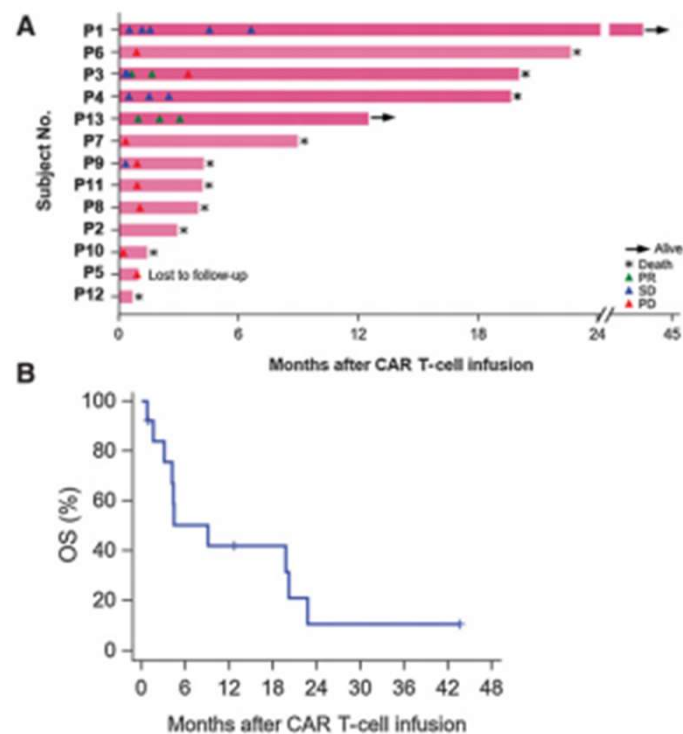 A
Subject No.
P1
P6
P3
P4
P13
P7
P9
P11
P8
P2
P10
P5 Lost to follow-up
P12
Alive
Death
PR
SD
PD
0 6 12 18 24 45
Months after CAR T-cell infusion
B
OS (%)
100
80
60
40
20
0
0 6 12 18 24 30 36 42 48
Months after CAR T-cell infusion